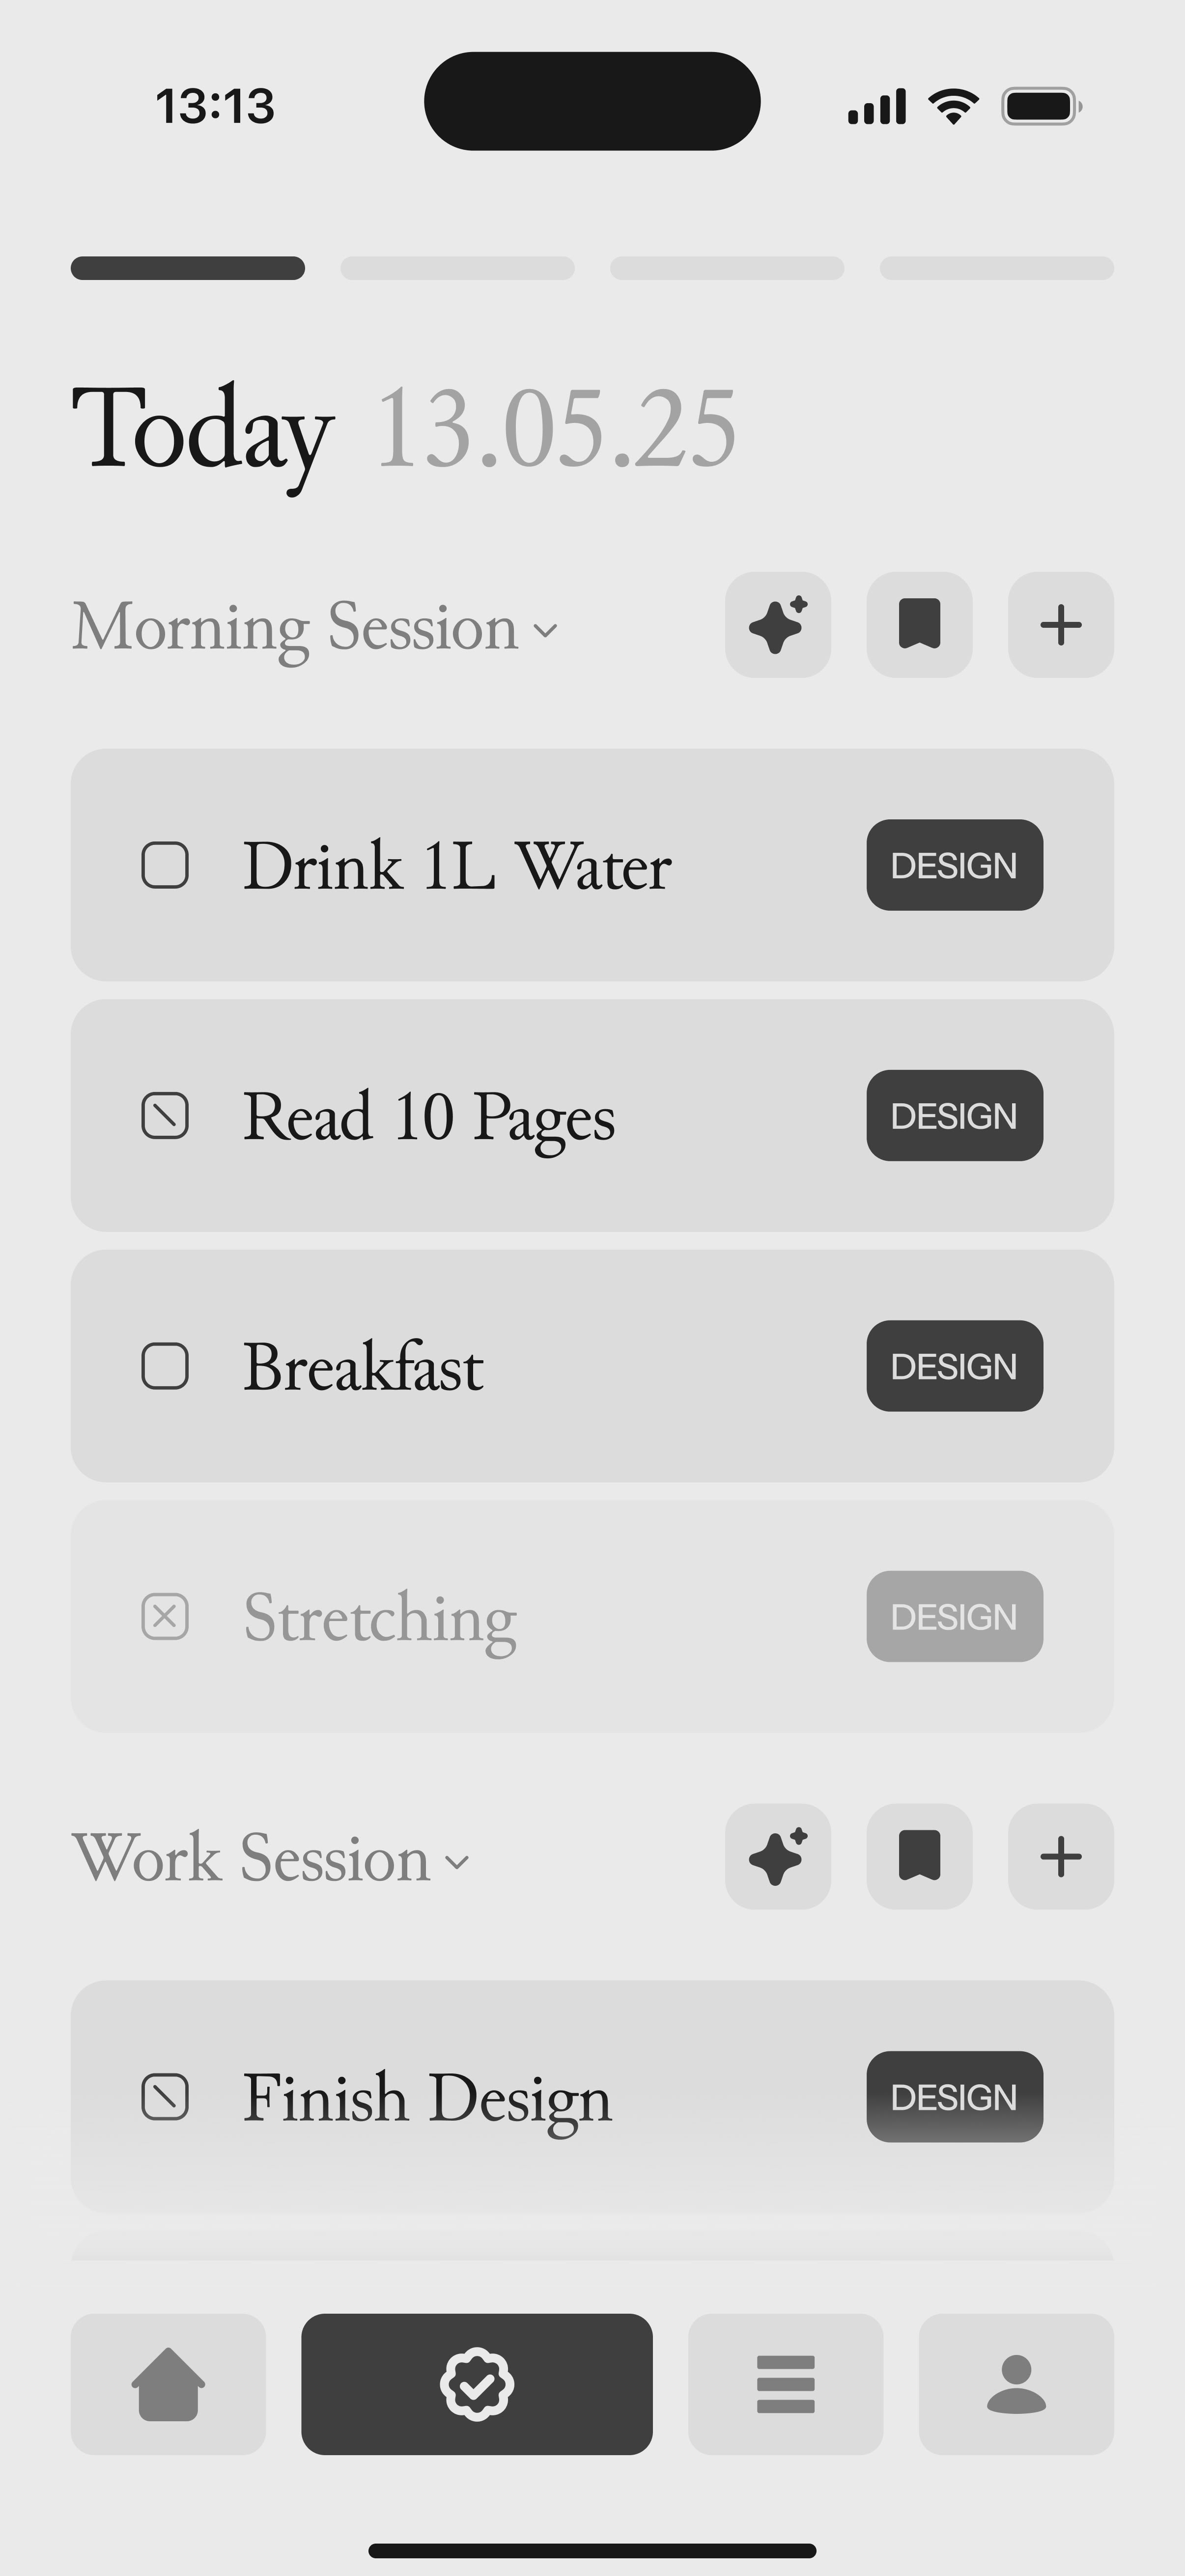 13:13
Today 13.05.25
Morning Session
Drink 1L Water DESIGN
Read 10 Pages DESIGN
Breakfast DESIGN
Stretching DESIGN
Work Session
Finish Design DESIGN